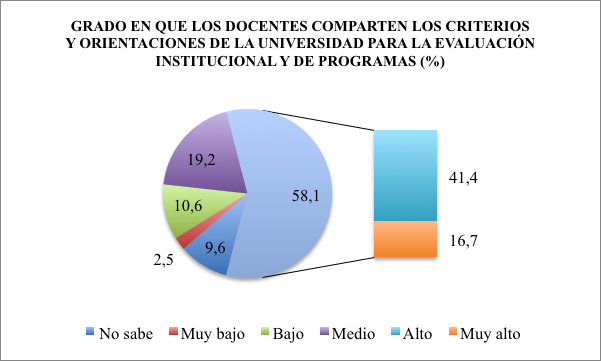 GRADO EN QUE LOS DOCENTES COMPARTEN LOS CRITERIOS
Y ORIENTACIONES DE LA UNIVERSIDAD PARA LA EVALUACIÓN
INSTITUCIONAL Y DE PROGRAMAS (%)
19,2
58,1
41,4
10,6
9,6
16,7
2,5
No sabe Muy bajo Bajo Medio Alto Muy alto